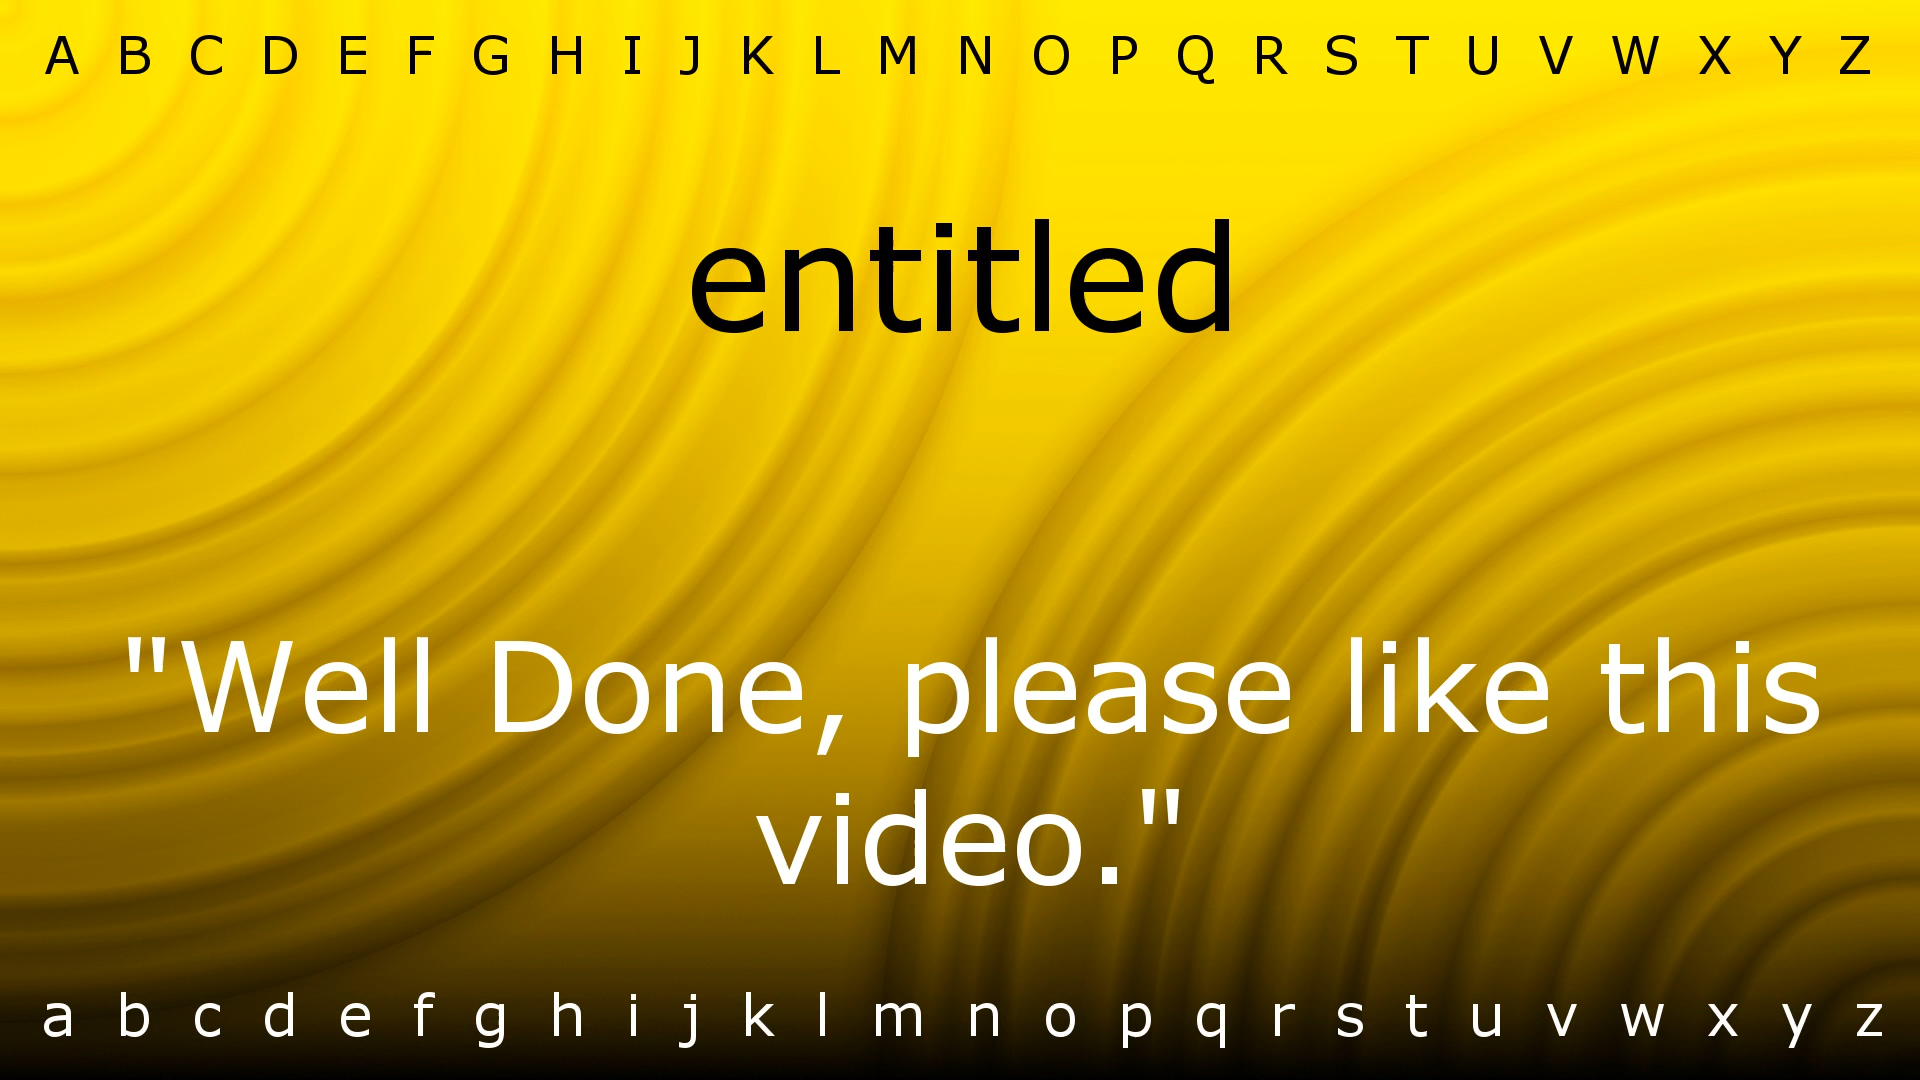 A B C D E F G H I J K L M N O P Q R S T U V W X Y Z
entitled
"Well Done, please like this
video."
a b c d e f g h i j k l m n o p q r s t u v w x y z